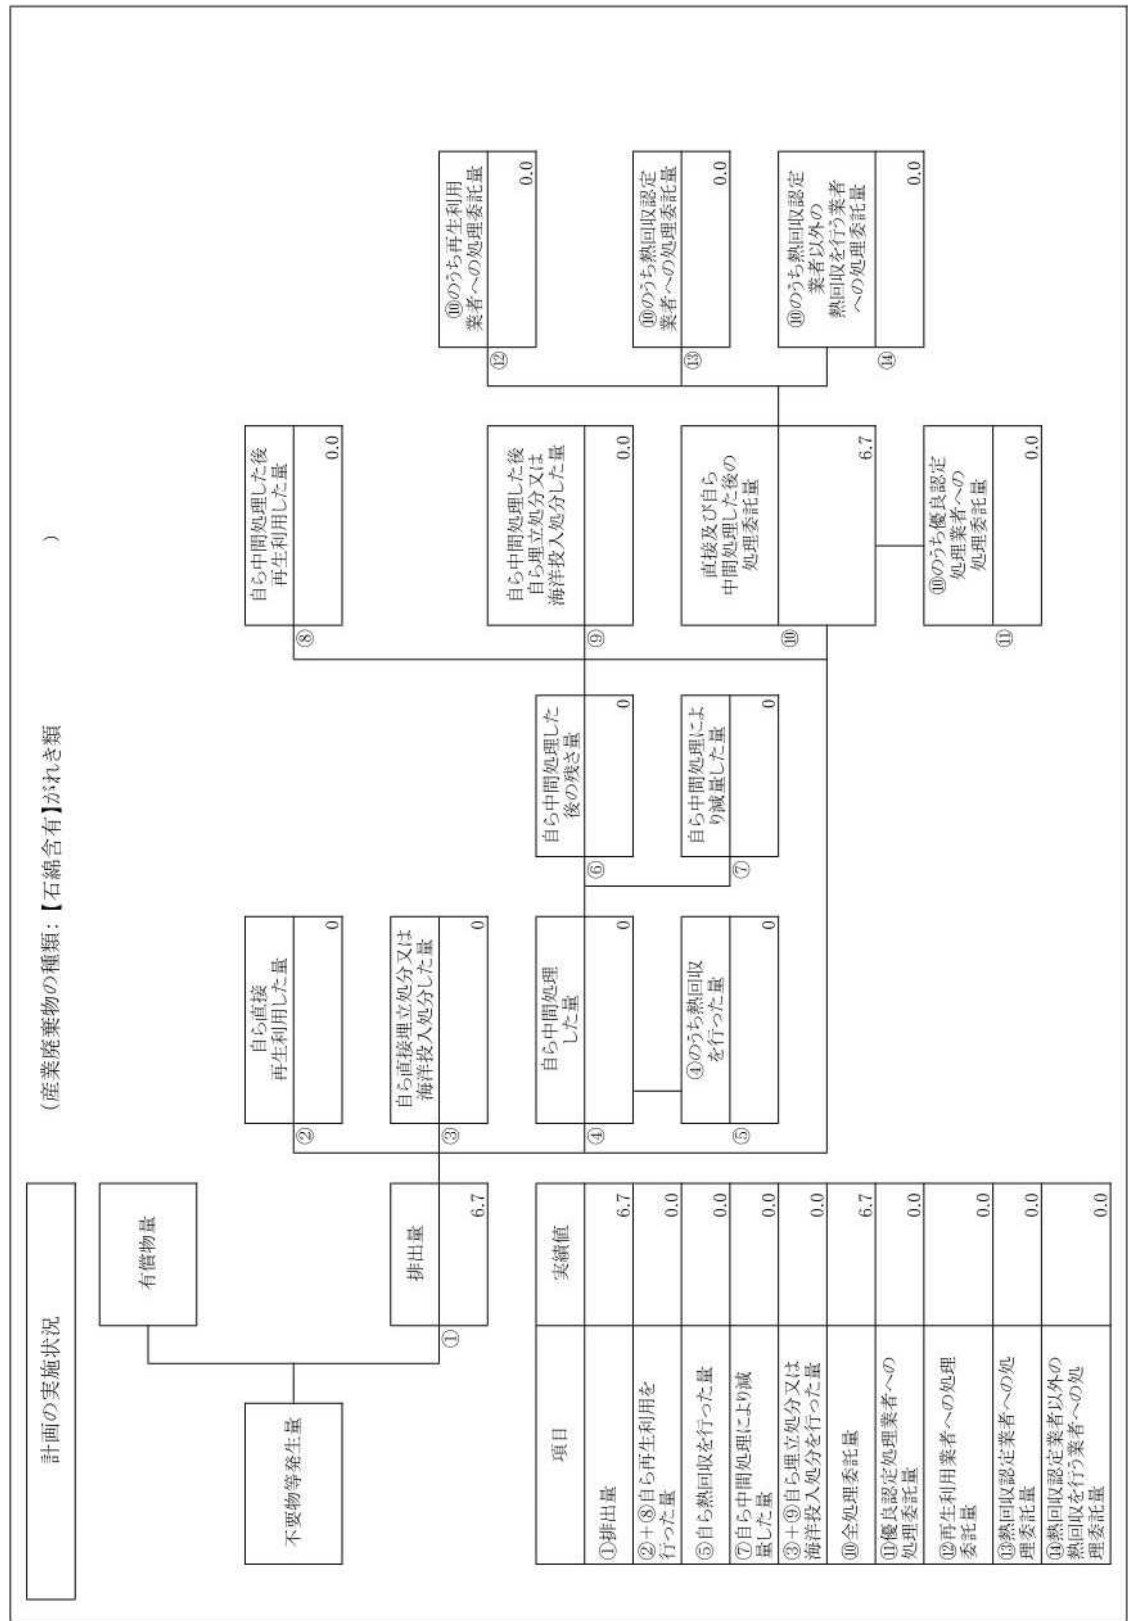 計画の実施状況
（産業廃棄物の種類：【石綿含有】がれき類　　　　　　　　）
不要物等発生量
有償物量
①
排出量
6.7
②
自ら直接
再生利用した量
0
③
自ら直接埋立処分又は
海洋投入処分した量
0
④
自ら中間処理
した量
0
⑤
④のうち熱回収
を行った量
0
⑥
自ら中間処理した
後の残さ量
0
⑦
自ら中間処理によ
り減量した量
0
⑧
自ら中間処理した後
再生利用した量
0.0
⑨
自ら中間処理した後
自ら埋立処分又は
海洋投入処分した量
0.0
⑩
直接及び自ら
中間処理した後の
処理委託量
6.7
⑪
⑩のうち優良認定
処理業者への
処理委託量
0.0
⑫
⑩のうち再生利用
業者への処理委託量
0.0
⑬
⑩のうち熱回収認定
業者への処理委託量
0.0
⑭
⑩のうち熱回収認定
業者以外の
熱回収を行う業者
への処理委託量
0.0
項目 実績値
①排出量 6.7
②＋⑧自ら再生利用を
行った量 0.0
⑤自ら熱回収を行った量 0.0
⑦自ら中間処理により減
量した量 0.0
③＋⑨自ら埋立処分又は
海洋投入処分を行った量 0.0
⑩全処理委託量 6.7
⑪優良認定処理業者への
処理委託量 0.0
⑫再生利用業者への処理
委託量 0.0
⑬熱回収認定業者への処
理委託量 0.0
⑭熱回収認定業者以外の
熱回収を行う業者への処
理委託量 0.0